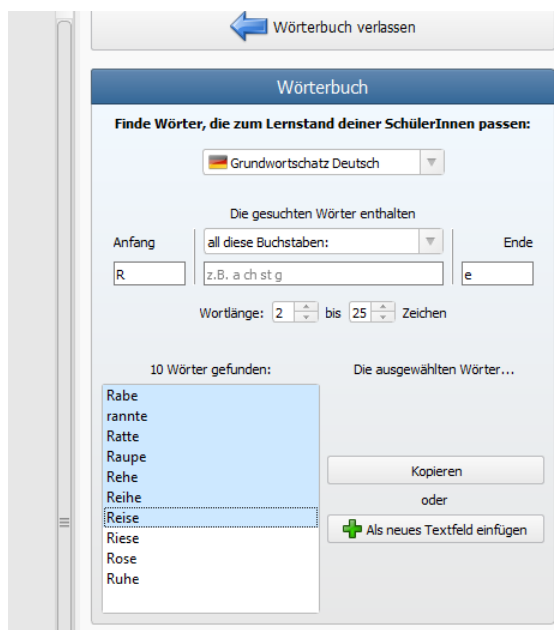 Wörterbuch verlassen
Wörterbuch
Finde Wörter, die zum Lernstand deiner SchülerInnen passen:
Grundwortschatz Deutsch
Die gesuchten Wörter enthalten
Anfang all diese Buchstaben: Ende
R z.B. a ch st g e
Wortlänge: 2 bis 25 Zeichen
10 Wörter gefunden: Die ausgewählten Wörter...
Rabe
rannte
Ratte
Raupe
Rehe
Reihe
Reise
Riese
Rose
Ruhe
Kopieren
oder
Als neues Textfeld einfügen